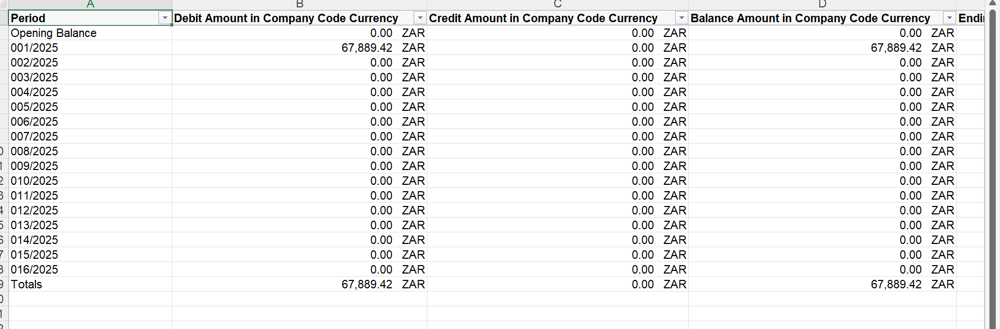 A B C D
Period Debit Amount in Company Code Currency Credit Amount in Company Code Currency Balance Amount in Company Code Currency
Opening Balance 0.00 ZAR 0.00 ZAR 0.00 ZAR
001/2025 67,889.42 ZAR 0.00 ZAR 67,889.42 ZAR
002/2025 0.00 ZAR 0.00 ZAR 0.00 ZAR
003/2025 0.00 ZAR 0.00 ZAR 0.00 ZAR
004/2025 0.00 ZAR 0.00 ZAR 0.00 ZAR
005/2025 0.00 ZAR 0.00 ZAR 0.00 ZAR
006/2025 0.00 ZAR 0.00 ZAR 0.00 ZAR
007/2025 0.00 ZAR 0.00 ZAR 0.00 ZAR
008/2025 0.00 ZAR 0.00 ZAR 0.00 ZAR
009/2025 0.00 ZAR 0.00 ZAR 0.00 ZAR
010/2025 0.00 ZAR 0.00 ZAR 0.00 ZAR
011/2025 0.00 ZAR 0.00 ZAR 0.00 ZAR
012/2025 0.00 ZAR 0.00 ZAR 0.00 ZAR
013/2025 0.00 ZAR 0.00 ZAR 0.00 ZAR
014/2025 0.00 ZAR 0.00 ZAR 0.00 ZAR
015/2025 0.00 ZAR 0.00 ZAR 0.00 ZAR
016/2025 0.00 ZAR 0.00 ZAR 0.00 ZAR
Totals 67,889.42 ZAR 0.00 ZAR 67,889.42 ZAR